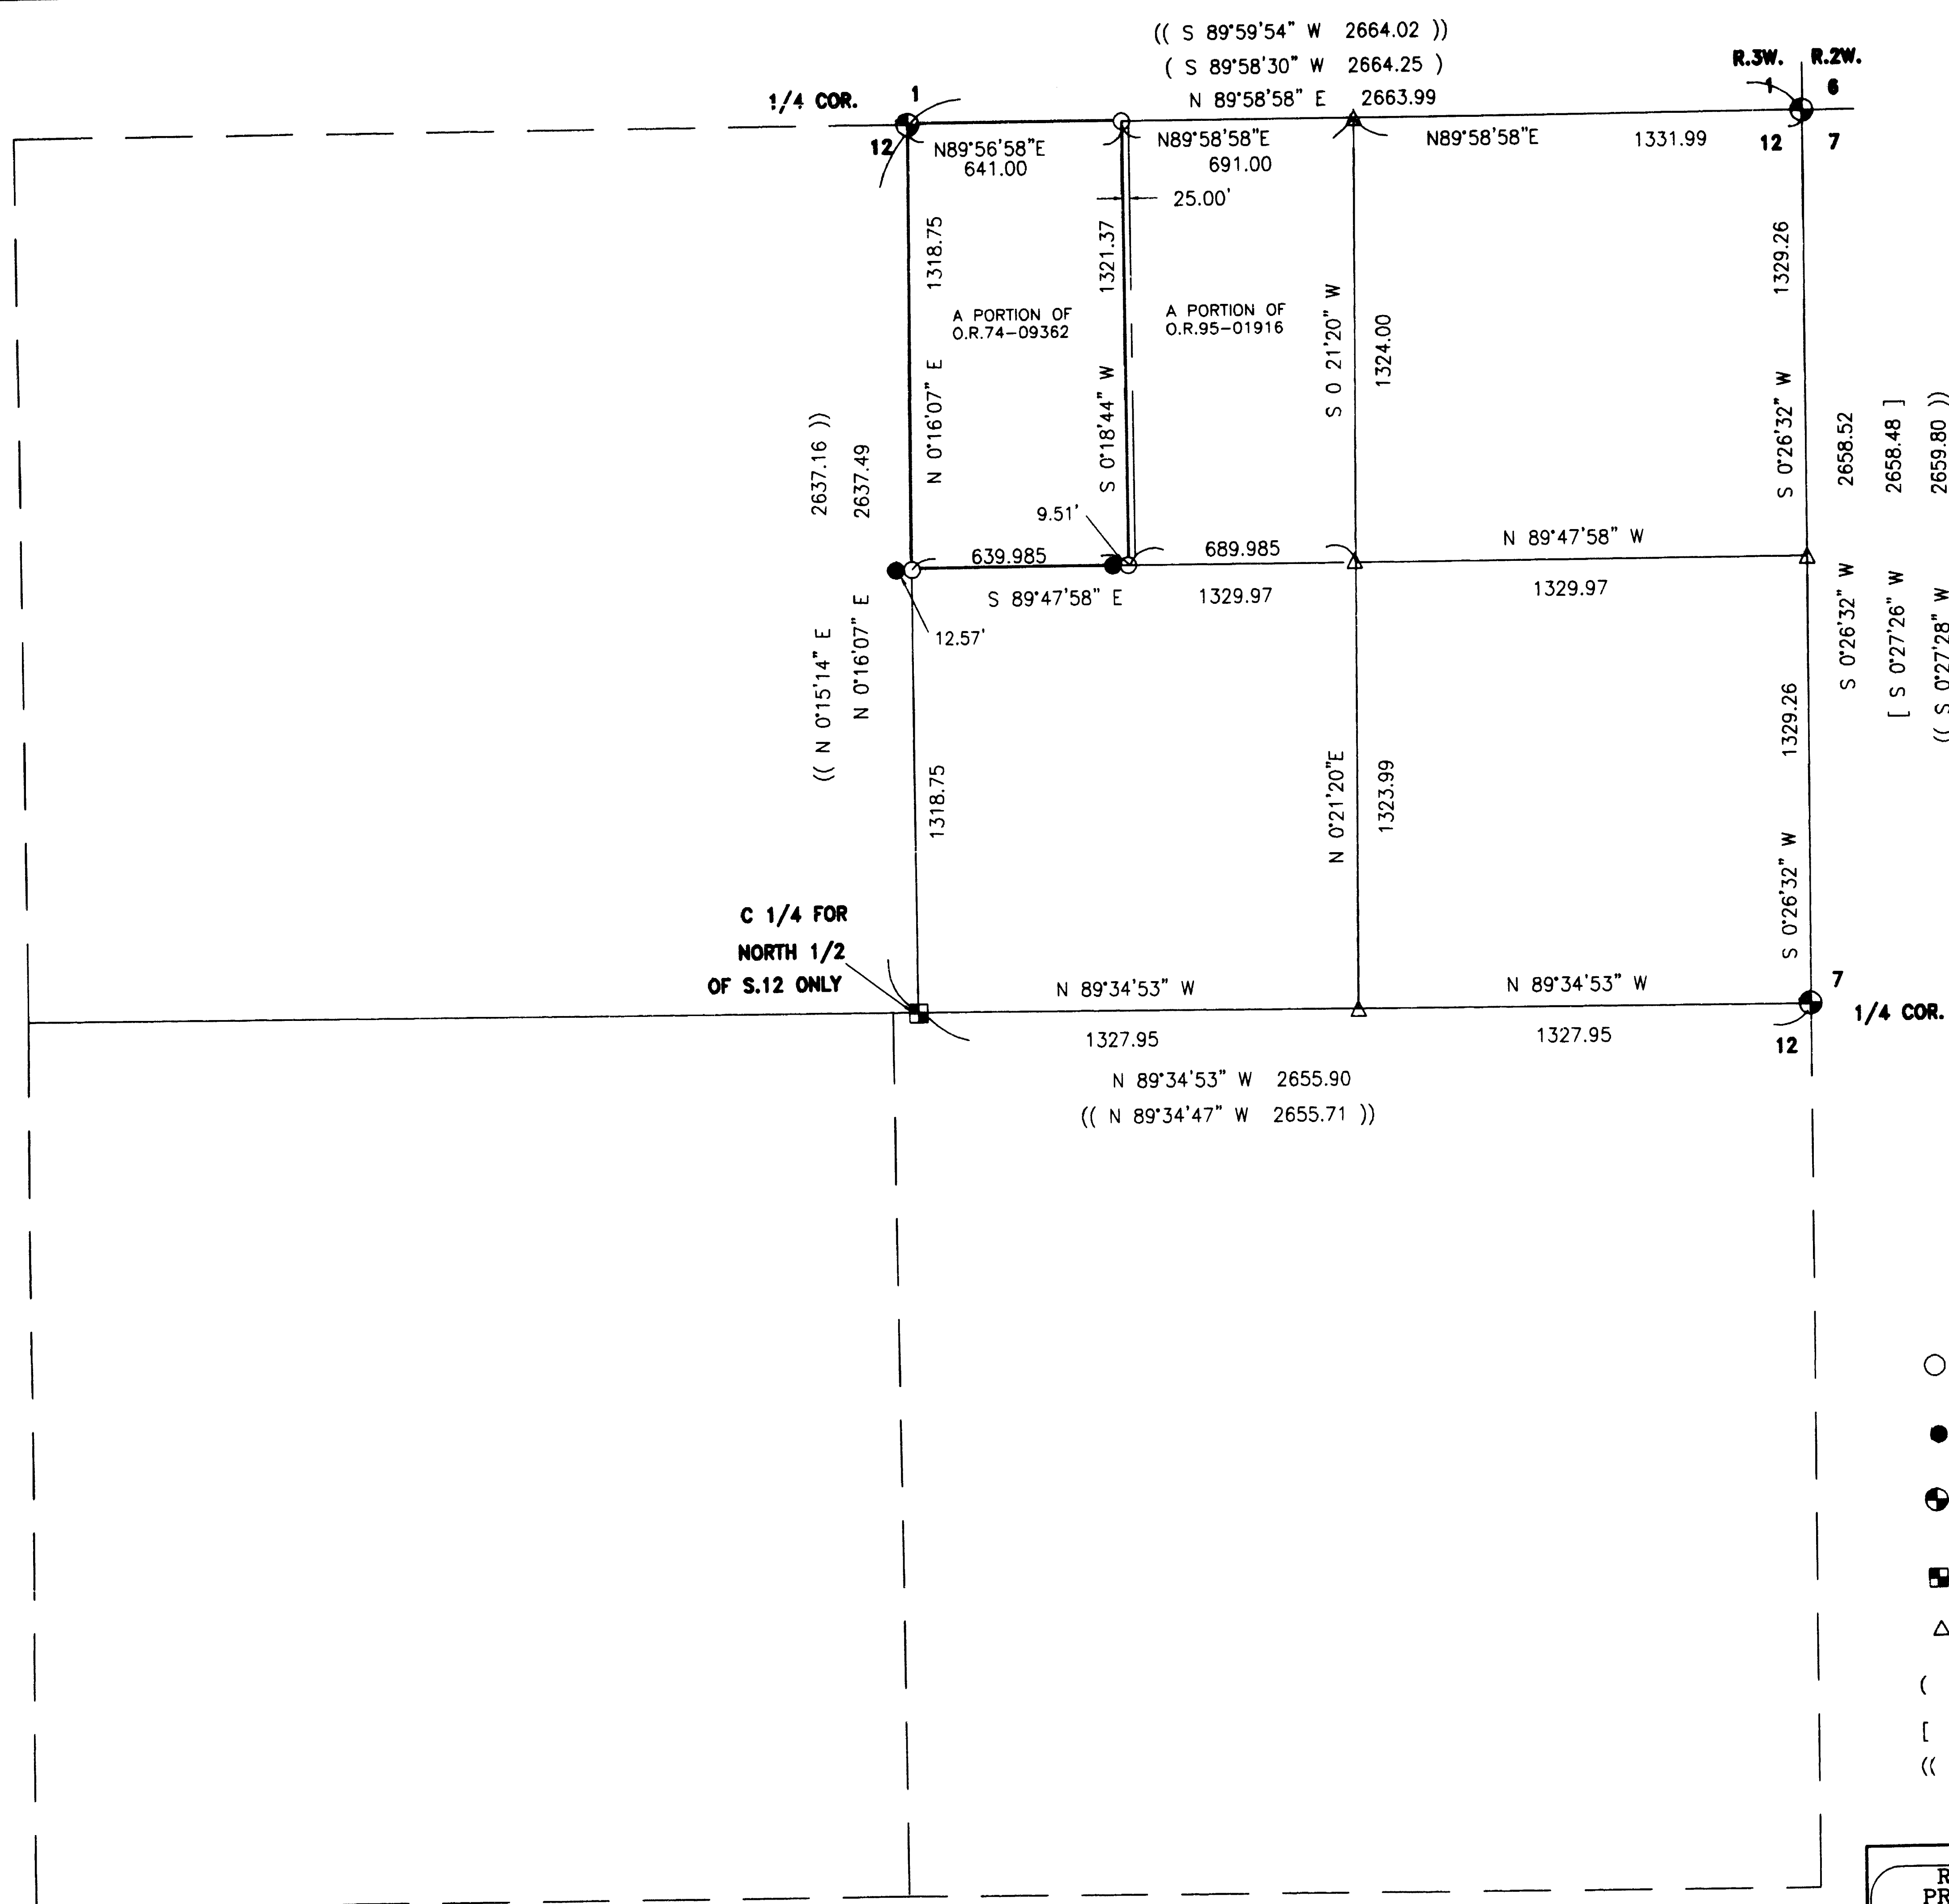 (( S 89°59'54" W 2664.02 ))
( S 89°58'30" W 2664.25 )
N 89°58'58" E 2663.99
R.3W. R.2W.
1/4 COR.
1
1
6
12
12
7
N89°56'58"E
641.00
N89°58'58"E
691.00
N89°58'58"E 1331.99
25.00'
1318.75
N 0°16'07" E
1321.37
S 0°18'44" W
A PORTION OF
O.R.74-09362
A PORTION OF
O.R.95-01916
S 0 21'20" W
1324.00
1329.26
S 0°26'32" W
S 0°26'32" W 2658.52
[ S 0°27'26" W 2658.48 ]
(( S 0°27'28" W 2659.80 ))
(( N 0°15'14" E 2637.16 ))
N 0°16'07" E 2637.49
9.51'
639.985
689.985
N 89°47'58" W
S 89°47'58" E
1329.97
1329.97
12.57'
1318.75
N 0°21'20"E
1323.99
1329.26
S 0°26'32" W
C 1/4 FOR
NORTH 1/2
OF S.12 ONLY
N 89°34'53" W
N 89°34'53" W
7
1/4 COR.
12
1327.95
1327.95
N 89°34'53" W 2655.90
(( N 89°34'47" W 2655.71 ))
(
[
((
R
PR